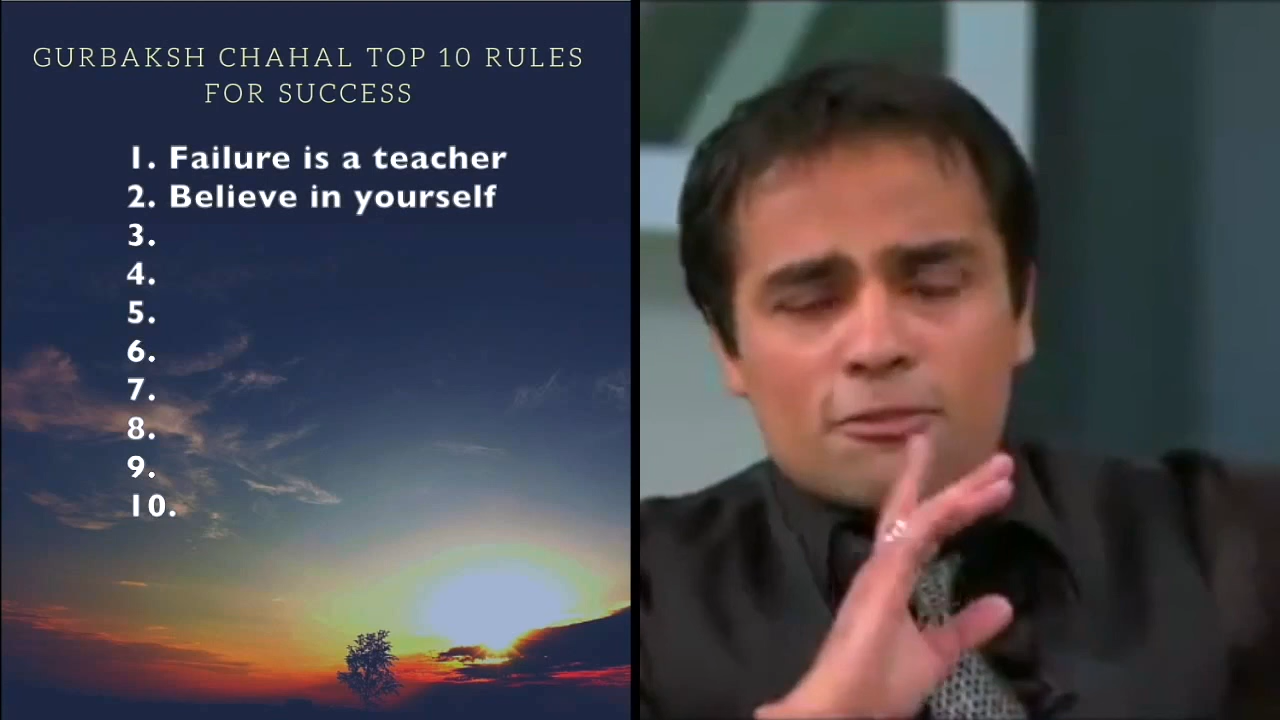 GURBAKSH CHAHAL TOP 10 RULES
FOR SUCCESS
1. Failure is a teacher
2. Believe in yourself
3.
4.
5.
6.
7.
8.
9.
10.